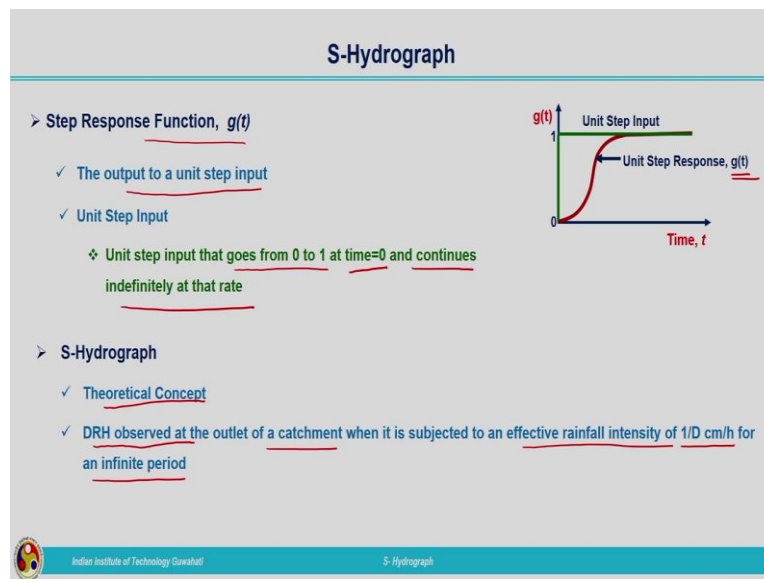 S-Hydrograph
➢ Step Response Function, g(t)
✓ The output to a unit step input
✓ Unit Step Input
❖ Unit step input that goes from 0 to 1 at time=0 and continues
indefinitely at that rate
g(t)
Unit Step Input
1
Unit Step Response, g(t)
0
Time, t
➢ S-Hydrograph
✓ Theoretical Concept
✓ DRH observed at the outlet of a catchment when it is subjected to an effective rainfall intensity of 1/D cm/h for
an infinite period
Indian institute of Technology Guwahati
S- Hydrograph